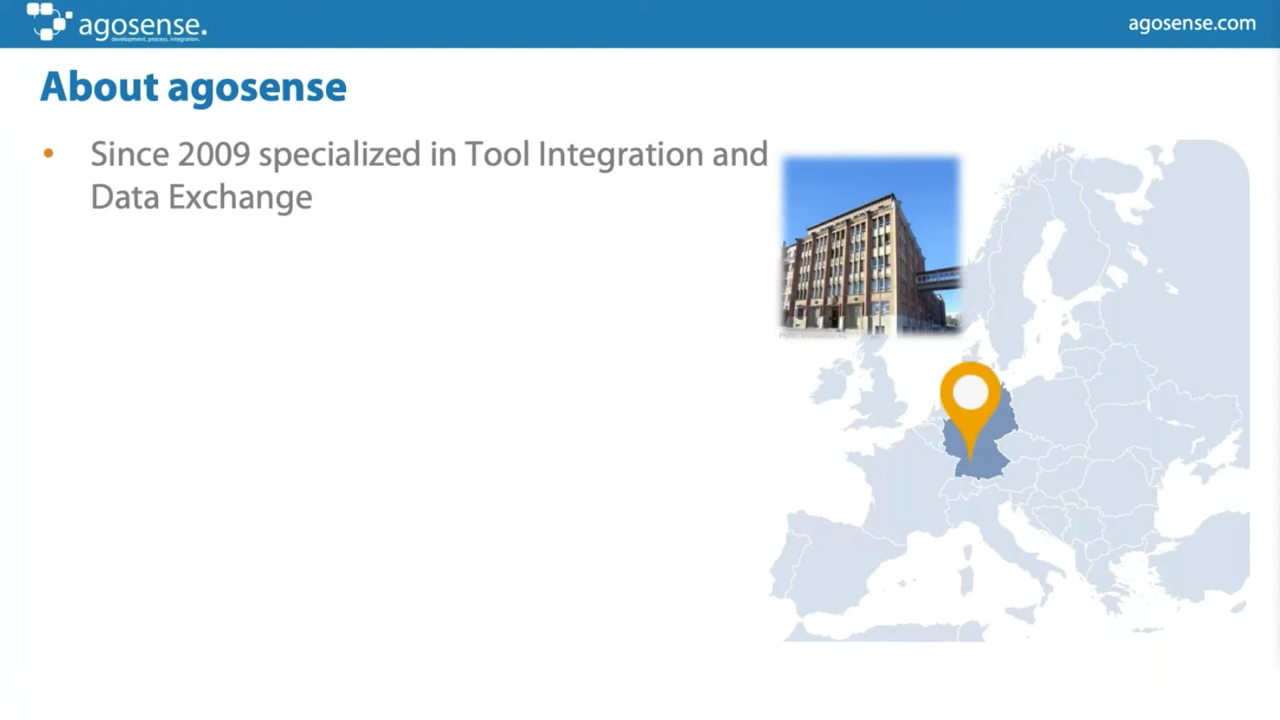 agosense.
development. process. integration.
agosense.com
About agosense
• Since 2009 specialized in Tool Integration and
Data Exchange